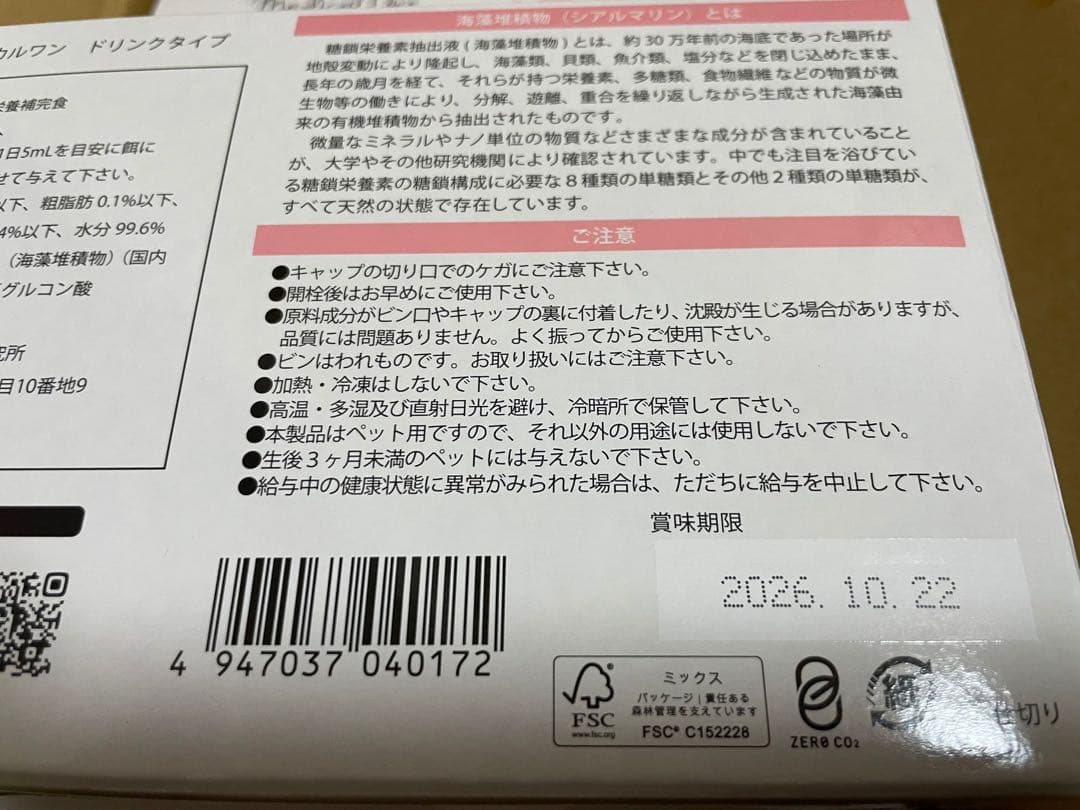 カルワン ドリンクタイプ
栄養補完食
1日5mLを目安に餌に
せて与えて下さい。
以下、粗脂肪 0.1%以下、
4%以下、水分 99.6%
(海藻堆積物)(国内
グルコン酸
究所
目10番地9
海藻堆積物(シアルマリン)とは
糖鎖栄養素抽出液(海藻堆積物)とは、約30万年前の海底であった場所が
地殻変動により隆起し、海藻類、貝類、魚介類、塩分などを閉じ込めたまま、
長年の歳月を経て、それらが持つ栄養素、多糖類、食物繊維などの物質が微
生物等の働きにより、分解、遊離、重合を繰り返しながら生成された海藻由
来の有機堆積物から抽出されたものです。
微量なミネラルやナノ単位の物質などさまざまな成分が含まれていること
が、大学やその他研究機関により確認されています。中でも注目を浴びてい
る糖鎖栄養素の糖鎖構成に必要な8種類の単糖類とその他2種類の単糖が、
すべて天然の状態で存在しています。
ご注意
●キャップの切り口でのケガにご注意下さい。
●開栓後はお早めにご使用下さい。
●原料成分がビン口やキャップの裏に付着したり、沈殿が生じる場合がありますが、
品質には問題ありません。よく振ってからご使用下さい。
●ビンはわれものです。お取り扱いにはご注意下さい。
●加熱・冷凍はしないで下さい。
●高温・多湿及び直射日光を避け、冷暗所で保管して下さい。
●本製品はペット用ですので、それ以外の用途には使用しないで下さい。
●生後3ヶ月未満のペットには与えないで下さい。
●給与中の健康状態に異常がみられた場合は、ただちに給与を中止して下さい。
賞味期限
2026.10.22
4 947037 040172
FSC
www.fsc.org
ミックス
パッケージ|責任ある
森林管理を支えています
FSC® C152228
ZERO CO2
紙
仕切り